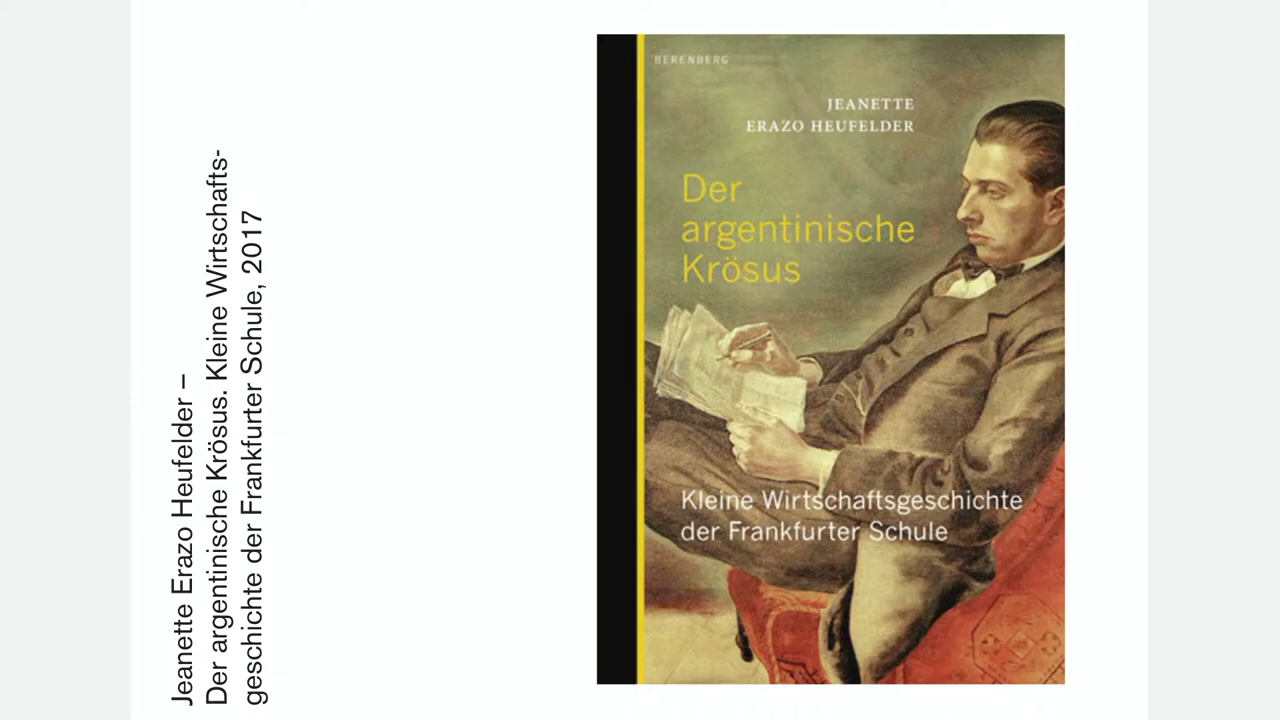 Jeanette Erazo Heufelder –
Der argentinische Krösus. Kleine Wirtschafts-
geschichte der Frankfurter Schule, 2017
BERENBERG
JEANETTE
ERAZO HEUFELDER
Der
argentinische
Krösus
Kleine Wirtschaftsgeschichte
der Frankfurter Schule